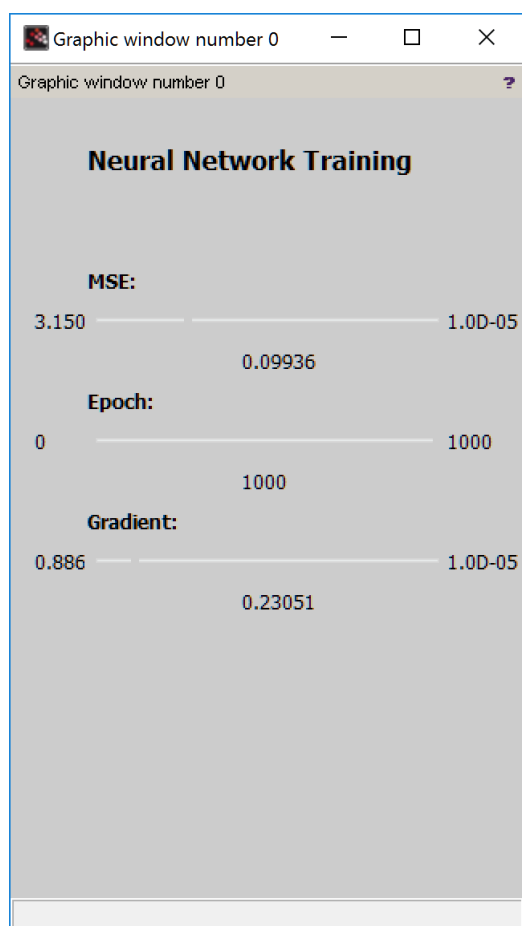 Graphic window number 0
Graphic window number 0 ?
Neural Network Training
MSE:
3.150 1.0D-05
0.09936
Epoch:
0 1000
1000
Gradient:
0.886 1.0D-05
0.23051